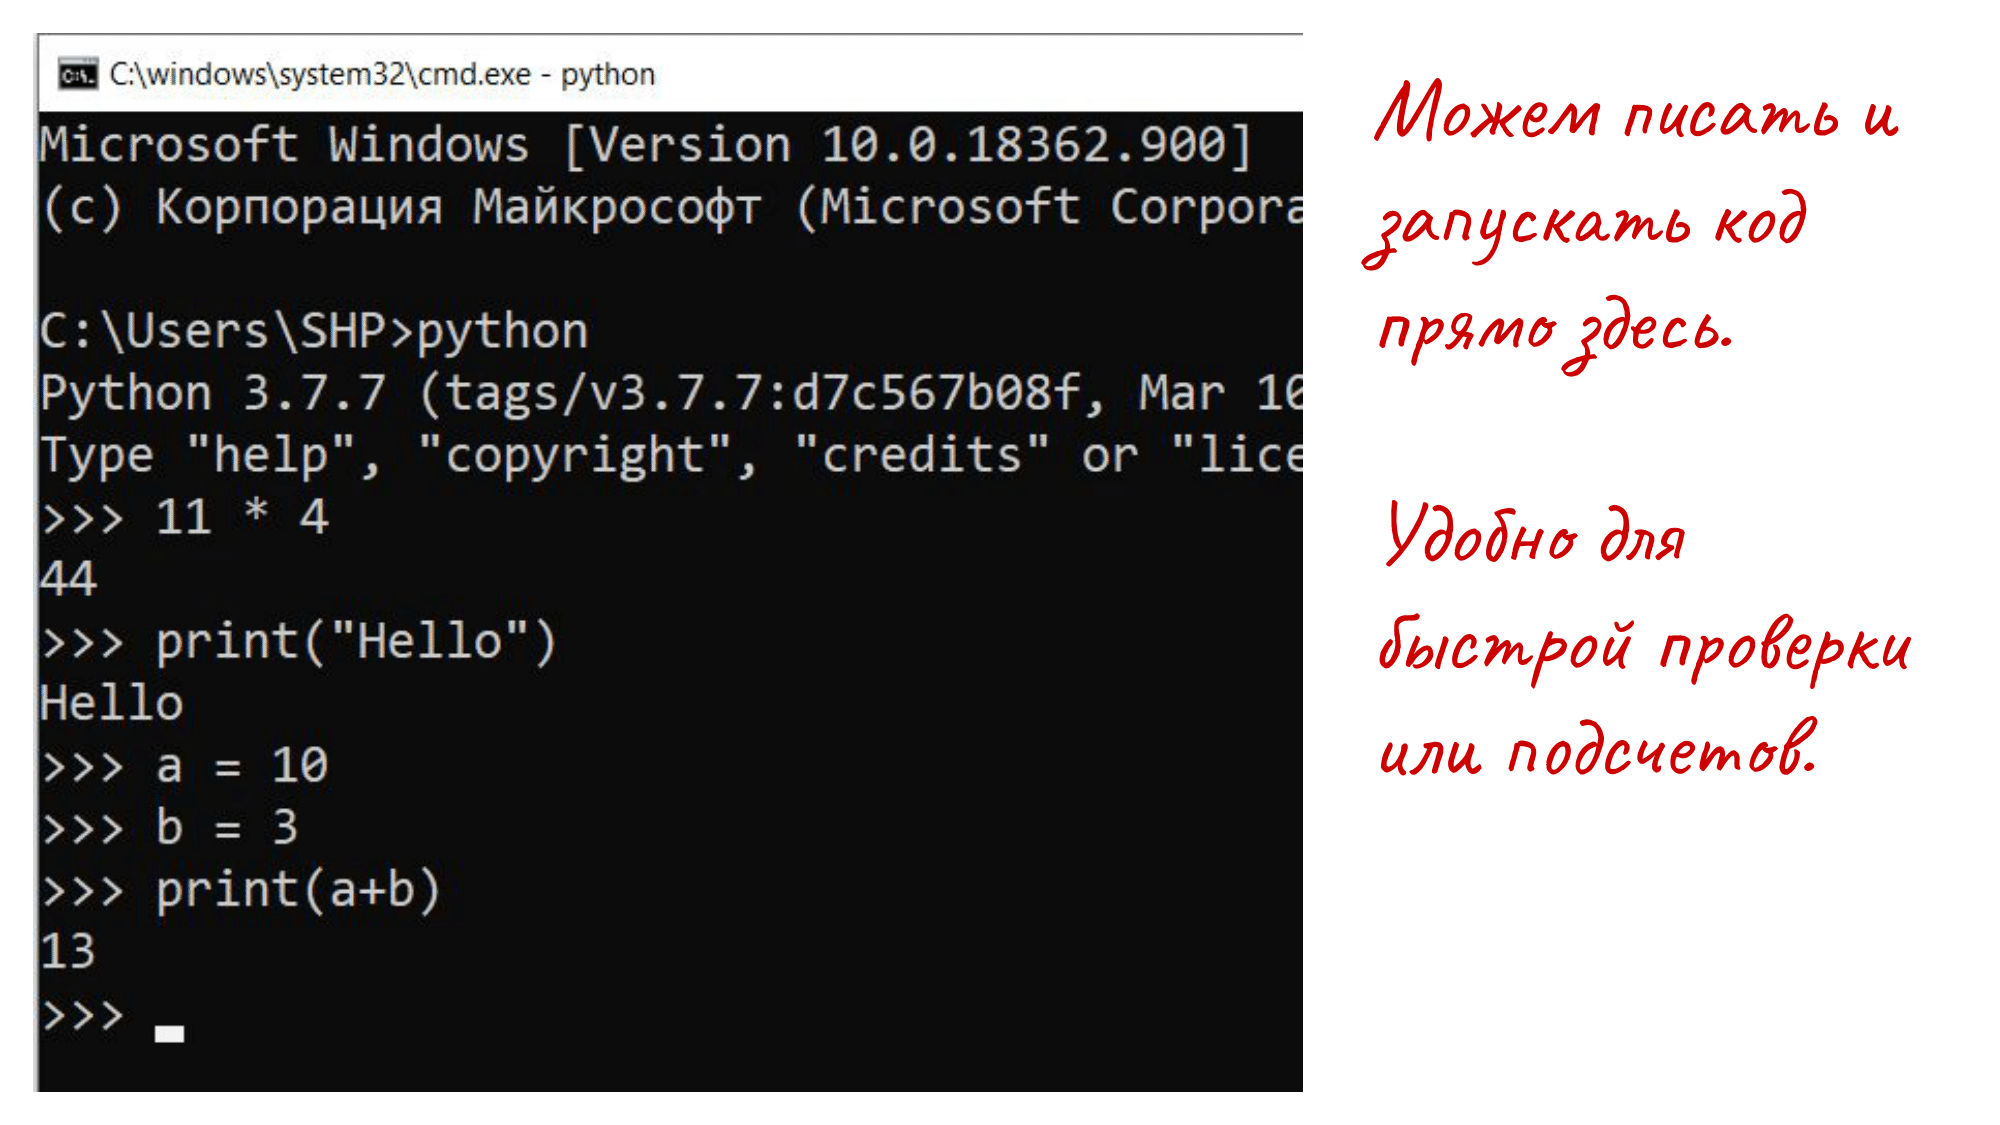 C:\windows\system32\cmd.exe - python
Microsoft Windows [Version 10.0.18362.900]
(c) Корпорация Майкрософт (Microsoft Corpora
C:\Users\SHP>python
Python 3.7.7 (tags/v3.7.7:d7c567b08f, Mar 10
Type "help", "copyright", "credits" or "lice
>>> 11 * 4
44
>>> print("Hello")
Hello
>>> a = 10
>>> b = 3
>>> print(a+b)
13
>>>
Можем писать и
запускать код
прямо здесь.
Удобно для
быстрой проверки
или подсчетов.